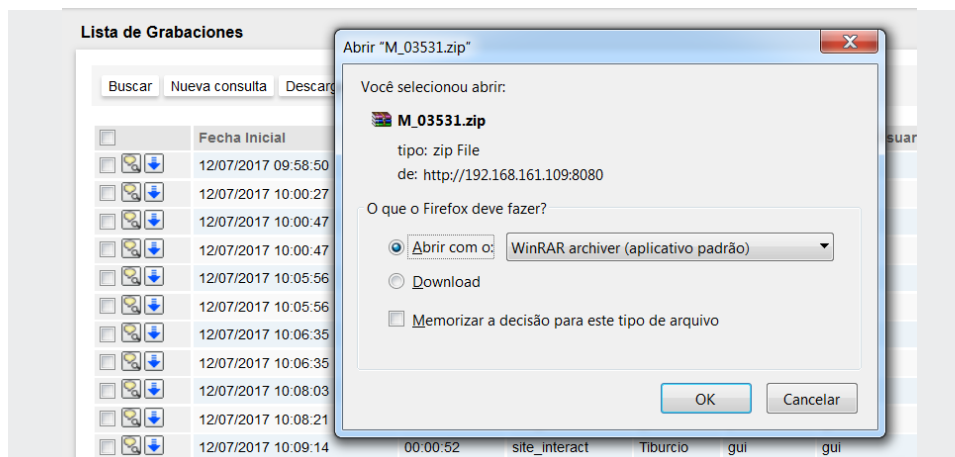 Lista de Grabaciones
Abrir “M_03531.zip”
X
Buscar Nueva consulta
Você selecionou abrir:
M_03531.zip
tipo: zip File
de: http://192.168.161.109:8080
O que o Firefox deve fazer?
Abrir com o: WinRAR archiver (aplicativo padrão)
Download
Memorizar a decisão para este tipo de arquivo
OK Cancelar
Fecha Inicial
12/07/2017 09:58:50
12/07/2017 10:00:27
12/07/2017 10:00:47
12/07/2017 10:00:47
12/07/2017 10:05:56
12/07/2017 10:05:56
12/07/2017 10:06:35
12/07/2017 10:06:35
12/07/2017 10:08:03
12/07/2017 10:08:21
12/07/2017 10:09:14 00:00:52 site_interact Tiburcio gui gui